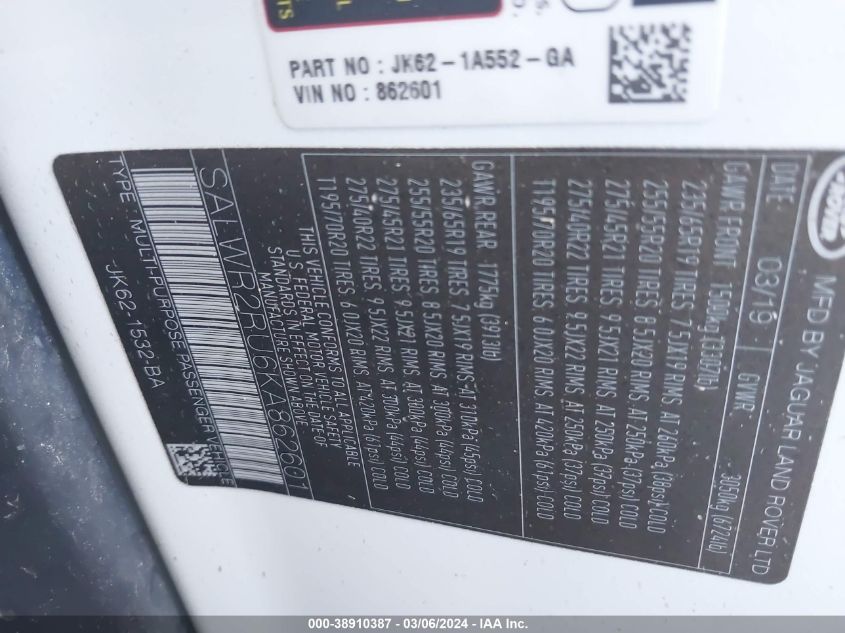 PART NO : JK62-1A552-GA
VIN NO : 862601
MFD BY JAGUAR LAND ROVER LTD
DATE 03/19 GVWR 3050kg (6724lb)
GAWR FRONT 1500kg (3307lb)
235/65R19 TIRES 7.5JX19 RIMS AT 260kPa (38psi) COLD
255/55R20 TIRES 8.5JX20 RIMS AT 250kPa (37psi) COLD
275/45R21 TIRES 9.5JX21 RIMS AT 250kPa (37psi) COLD
275/40R22 TIRES 9.5JX22 RIMS AT 250kPa (37psi) COLD
T195/70R20 TIRES 6.0JX20 RIMS AT 420kPa (61psi) COLD
GAWR REAR 1775kg (3913lb)
235/65R19 TIRES 7.5JX19 RIMS AT 310kPa (45psi) COLD
255/55R20 TIRES 8.5JX20 RIMS AT 300kPa (44psi) COLD
275/45R21 TIRES 9.5JX21 RIMS AT 300kPa (44psi) COLD
275/40R22 TIRES 9.5JX22 RIMS AT 300kPa (44psi) COLD
T195/70R20 TIRES 6.0JX20 RIMS AT 420kPa (61psi) COLD
THIS VEHICLE CONFORMS TO ALL APPLICABLE
U.S. FEDERAL MOTOR VEHICLE SAFETY
STANDARDS IN EFFECT ON THE DATE OF
MANUFACTURE SHOWN ABOVE
SALWR2RU6KA862601
TYPE: MULTI-PURPOSE PASSENGER VEHICLE
JK62-1532-BA
000-38910387 - 03/06/2024 - IAA Inc.